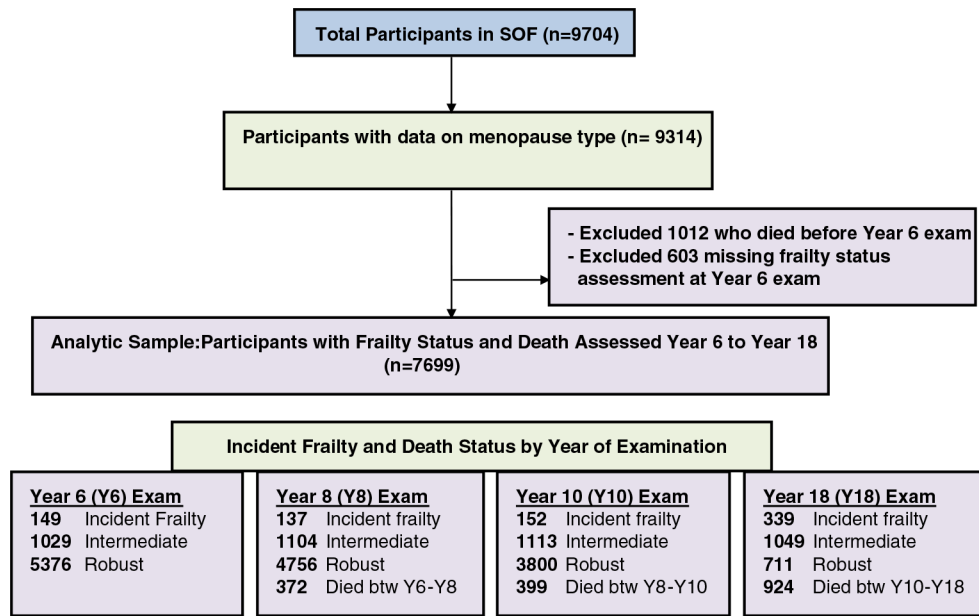 Total Participants in SOF (n=9704)
Participants with data on menopause type (n= 9314)
- Excluded 1012 who died before Year 6 exam
- Excluded 603 missing frailty status
assessment at Year 6 exam
Analytic Sample:Participants with Frailty Status and Death Assessed Year 6 to Year 18
(n=7699)
Incident Frailty and Death Status by Year of Examination
Year 6 (Y6) Exam
149 Incident Frailty
1029 Intermediate
5376 Robust
Year 8 (Y8) Exam
137 Incident frailty
1104 Intermediate
4756 Robust
372 Died btw Y6-Y8
Year 10 (Y10) Exam
152 Incident frailty
1113 Intermediate
3800 Robust
399 Died btw Y8-Y10
Year 18 (Y18) Exam
339 Incident frailty
1049 Intermediate
711 Robust
924 Died btw Y10-Y18